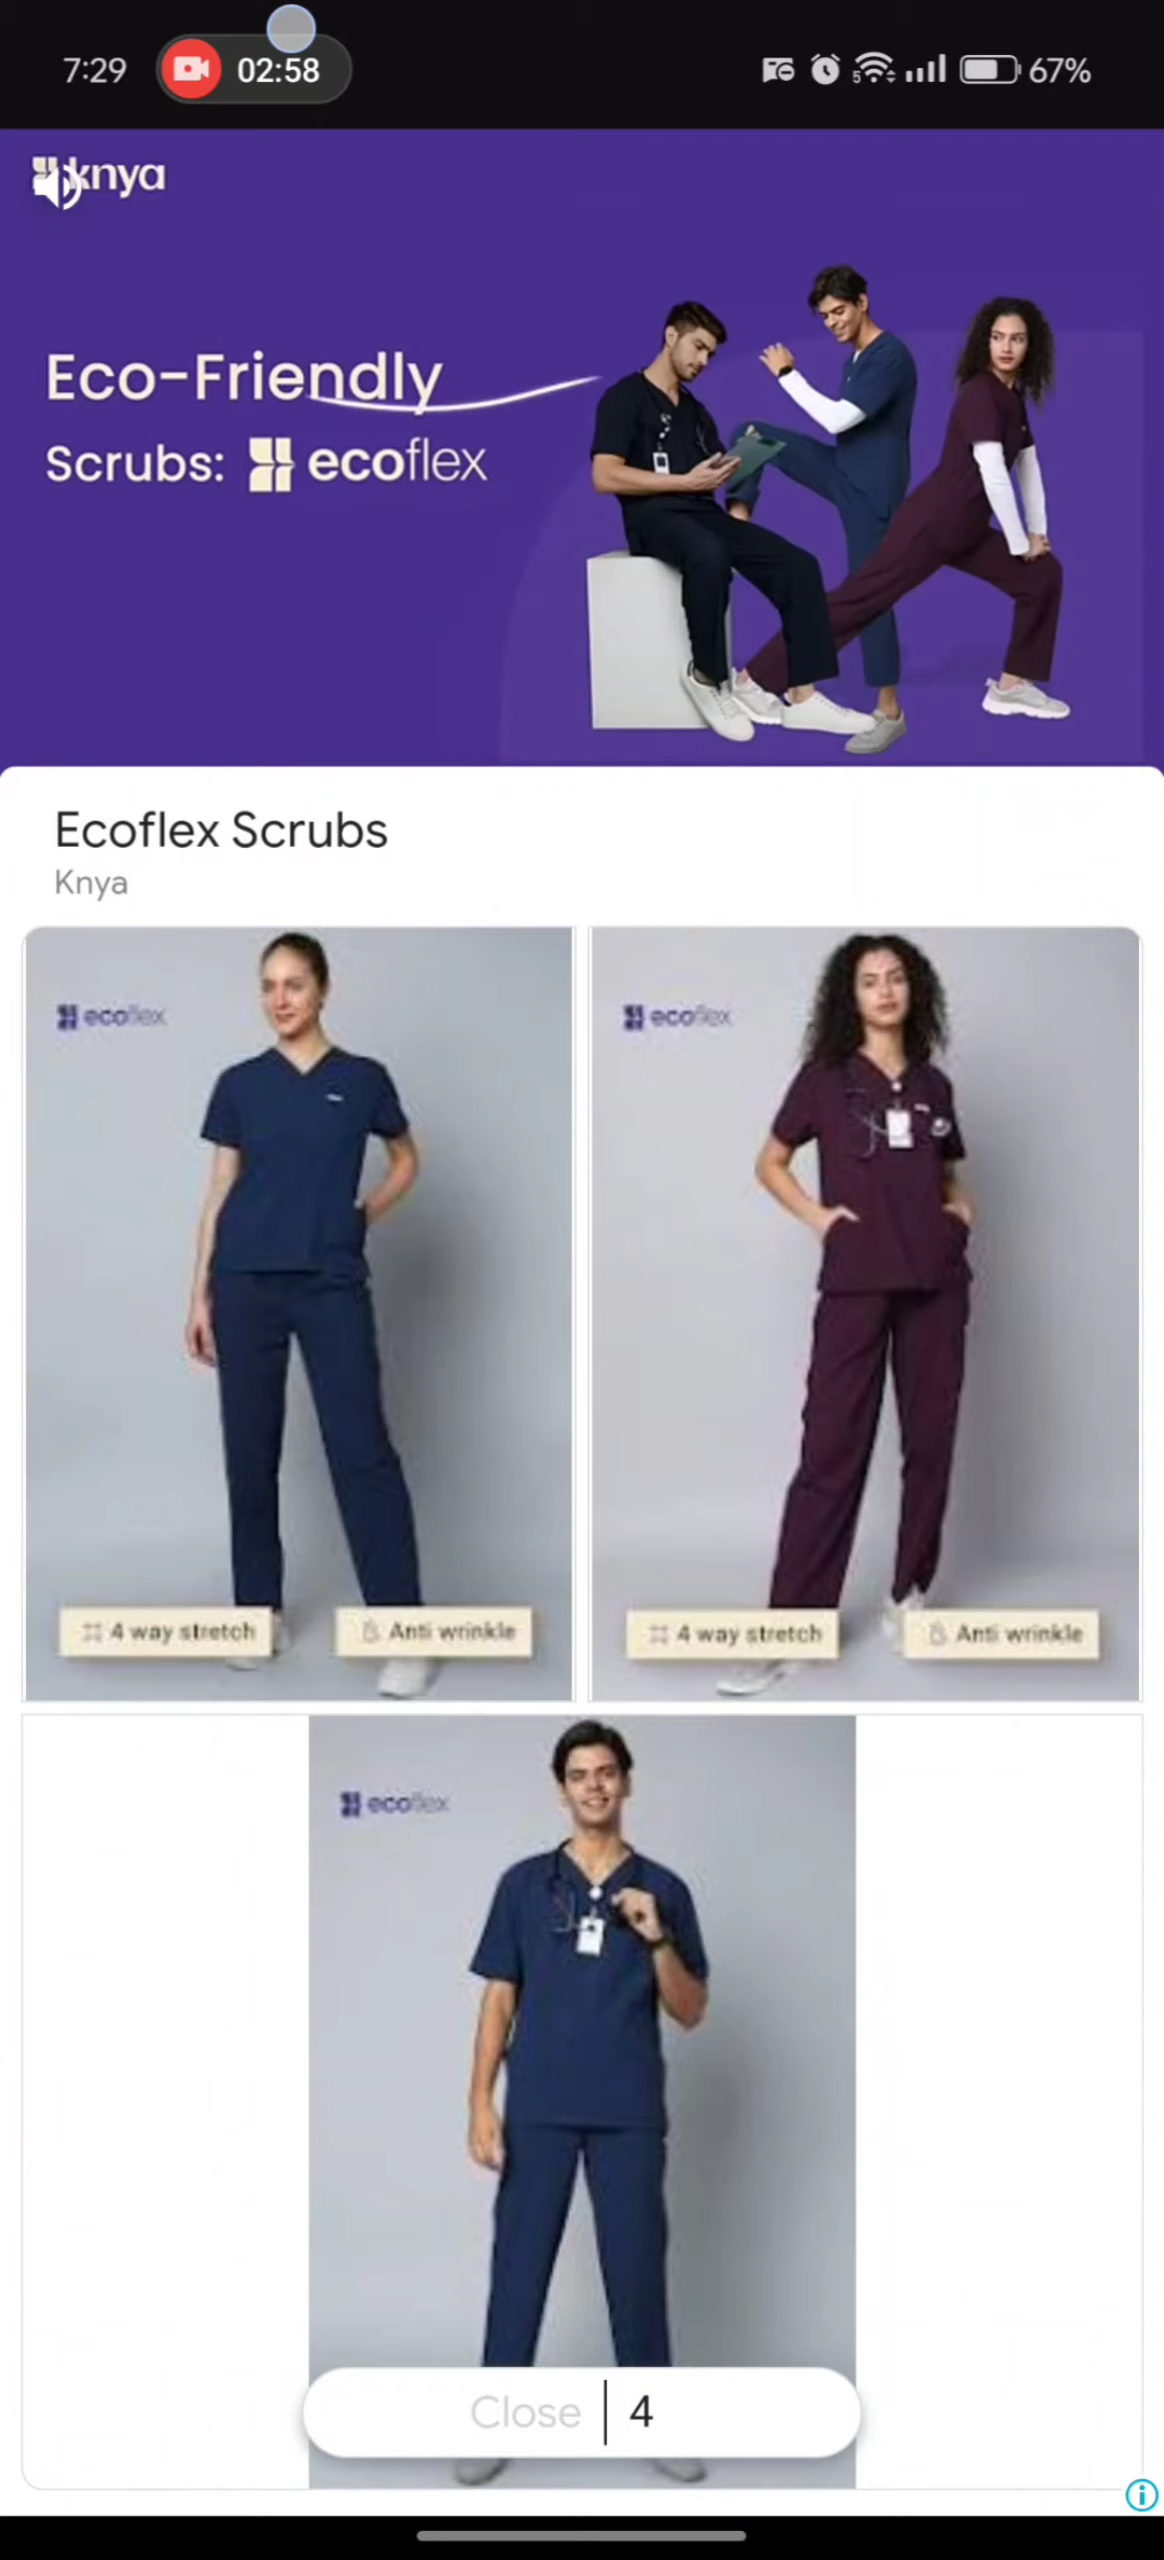 7:29 02:58 5 67%
knya
Eco-Friendly
Scrubs: ecoflex
Ecoflex Scrubs
Knya
ecoflex
ecoflex
4 way stretch Anti wrinkle
4 way stretch Anti wrinkle
ecoflex
Close 4